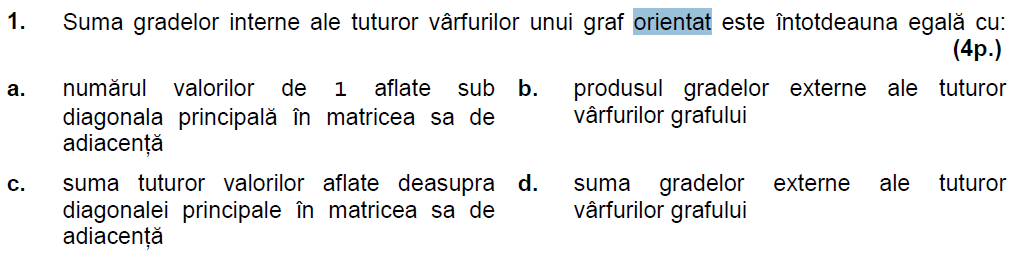 1. Suma gradelor interne ale tuturor vârfurilor unui graf orientat este întotdeauna egală cu:
(4p.)
a. numărul valorilor de 1 aflate sub
diagonala principală în matricea sa de
adiacență
b. produsul gradelor externe ale tuturor
vârfurilor grafului
c. suma tuturor valorilor aflate deasupra
diagonalei principale în matricea sa de
adiacență
d. suma gradelor externe ale tuturor
vârfurilor grafului